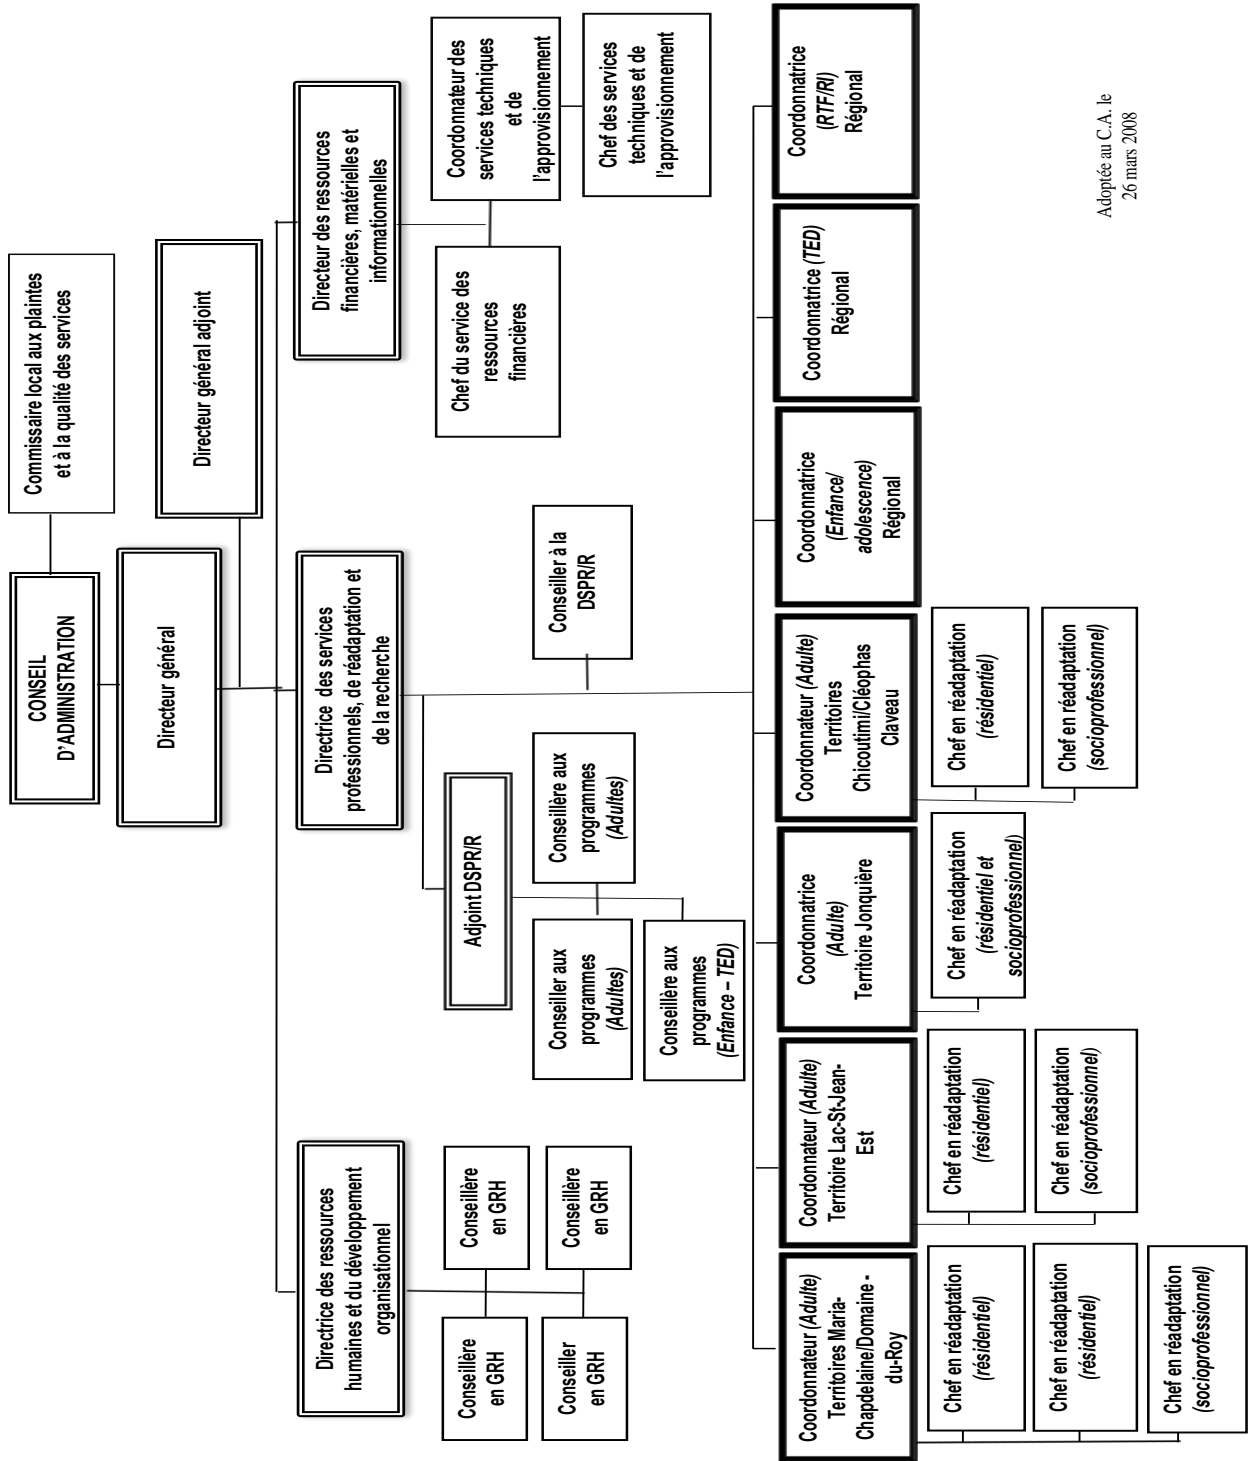 CONSEIL
D'ADMINISTRATION
Commissaire local aux plaintes
et à la qualité des services
Directeur général
Directeur général adjoint
Directrice des ressources
humaines et du développement
organisationnel
Directrice des services
professionnels, de réadaptation et
de la recherche
Directeur des ressources
financières, matérielles et
informationnelles
Conseillère
en GRH
Conseillère
en GRH
Conseiller
en GRH
Conseillère
en GRH
Adjoint DSPR/R
Conseiller aux
programmes
(Adultes)
Conseillère aux
programmes
(Adultes)
Conseillère aux
programmes
(Enfance – TED)
Conseiller à la
DSPR/R
Chef du service des
ressources
financières
Coordonnateur des
services techniques
et de
l'approvisionnement
Chef des services
techniques et de
l'approvisionnement
Coordonnateur (Adulte)
Territoires Maria-
Chapdelaine/Domaine -
du-Roy
Coordonnateur (Adulte)
Territoire Lac-St-Jean-
Est
Coordonnatrice
(Adulte)
Territoire Jonquière
Coordonnateur (Adulte)
Territoires
Chicoutimi/Cléophas
Claveau
Coordonnatrice
(Enfance/
adolescence)
Régional
Coordonnatrice (TED)
Régional
Coordonnatrice
(RTF/RI)
Régional
Chef en réadaptation
(résidentiel)
Chef en réadaptation
(résidentiel)
Chef en réadaptation
(socioprofessionnel)
Chef en réadaptation
(résidentiel)
Chef en réadaptation
(socioprofessionnel)
Chef en réadaptation
(résidentiel et
socioprofessionnel)
Chef en réadaptation
(résidentiel)
Chef en réadaptation
(socioprofessionnel)
Adoptée au C.A. le
26 mars 2008